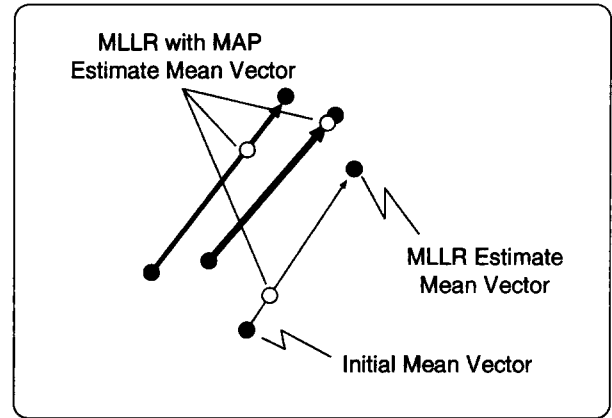 MLLR with MAP
Estimate Mean Vector
MLLR Estimate
Mean Vector
Initial Mean Vector